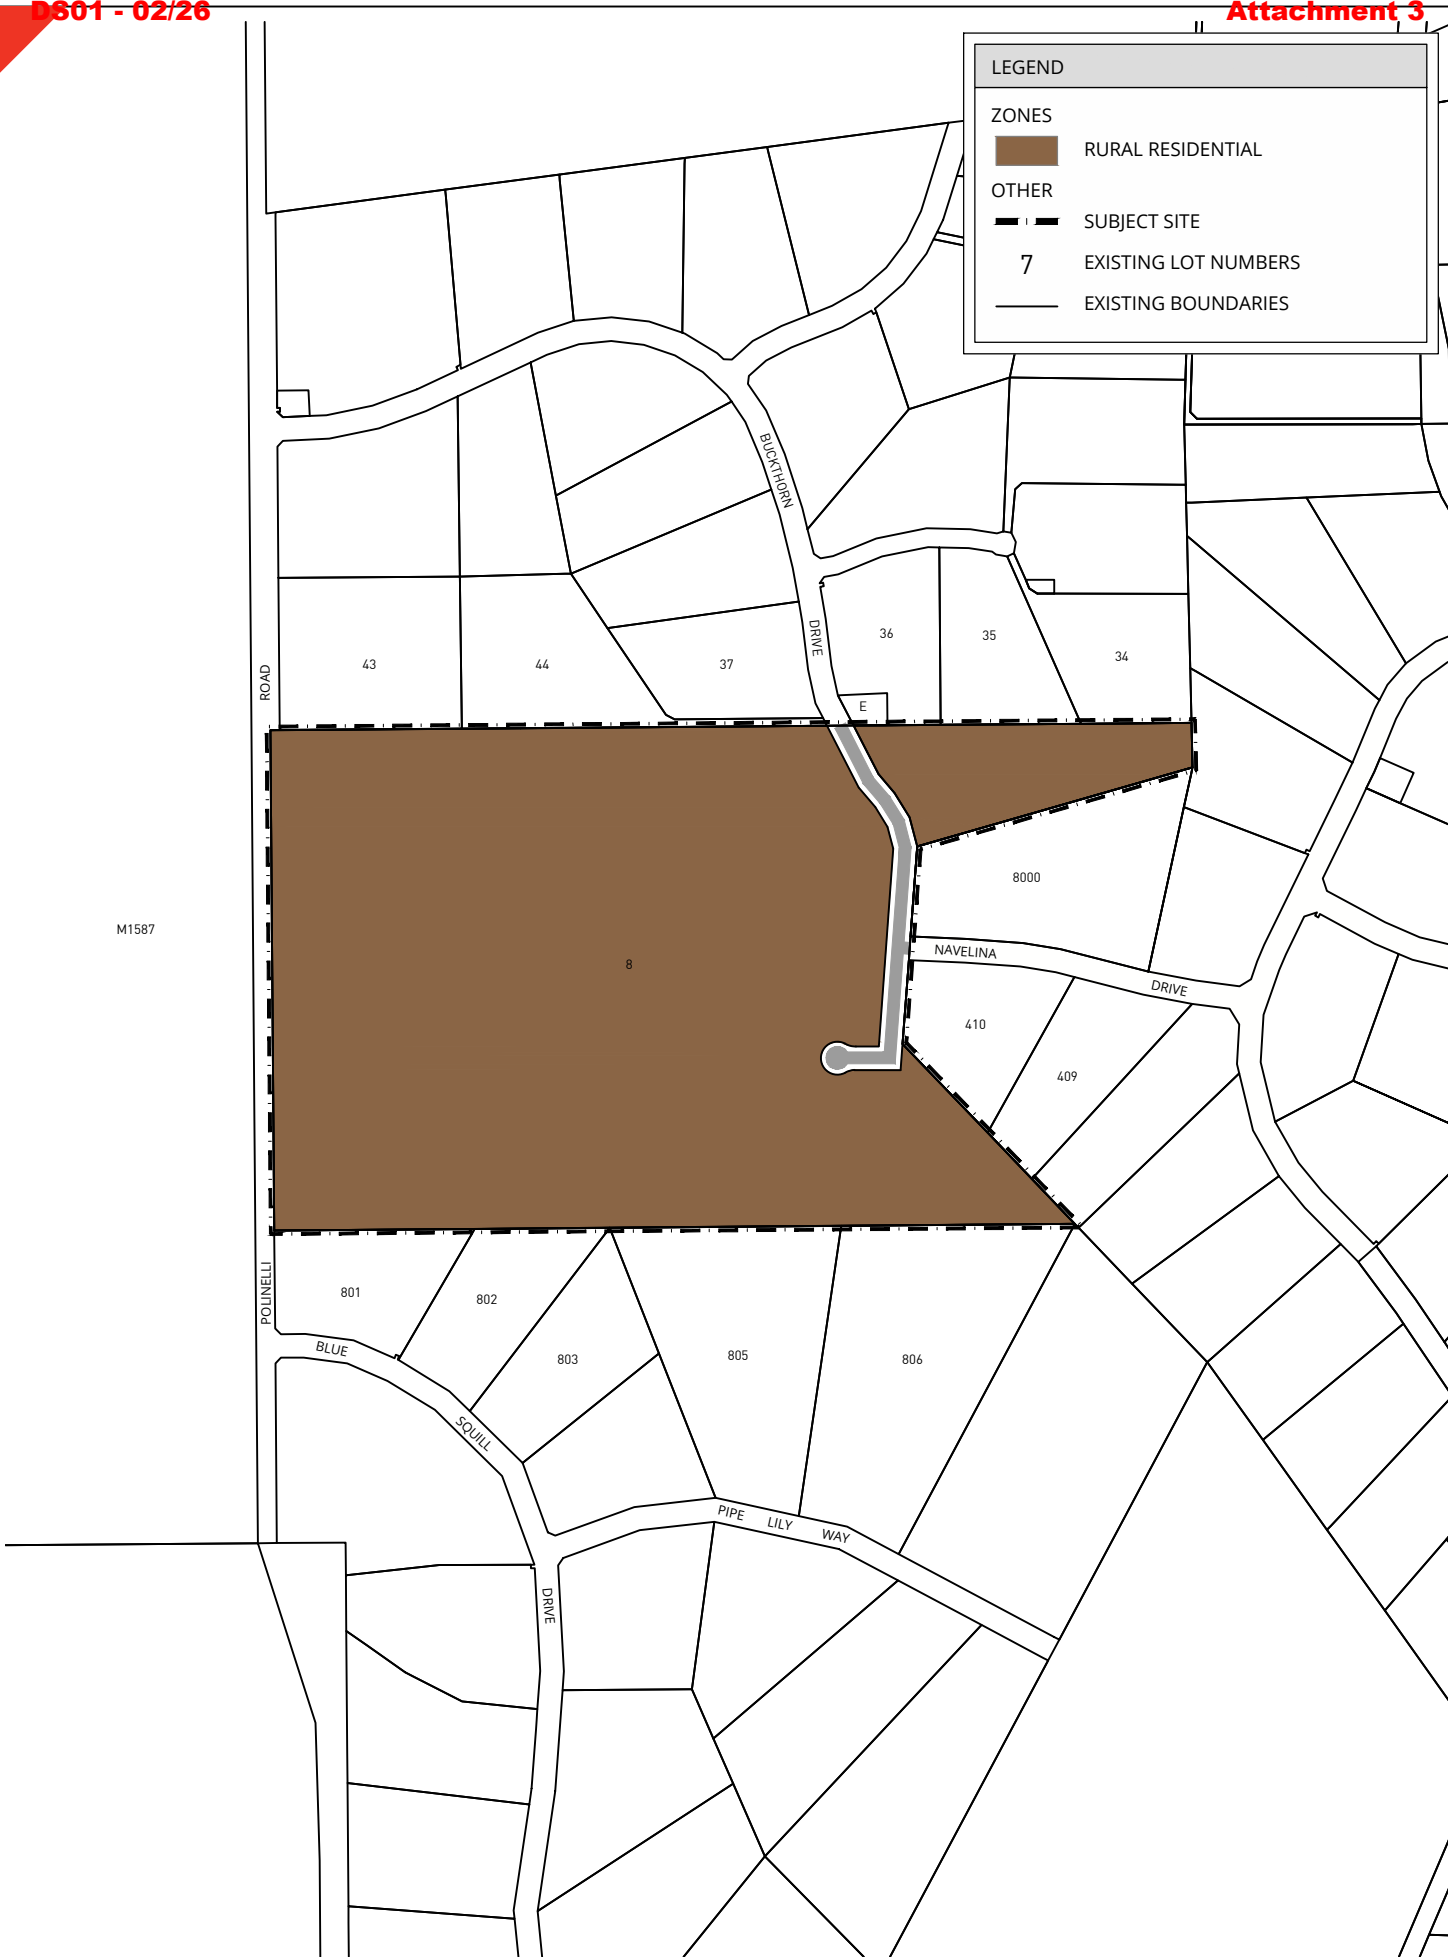 DS01 - 02/26
Attachment 3
LEGEND
ZONES
RURAL RESIDENTIAL
OTHER
SUBJECT SITE
7 EXISTING LOT NUMBERS
EXISTING BOUNDARIES
BUCKTHORN
DRIVE
36
35
34
43
44
37
ROAD
E
8000
M1587
8
NAVELINA
DRIVE
410
409
POLINELLI
801
802
803
805
806
BLUE
SQUILL
DRIVE
PIPE LILY WAY